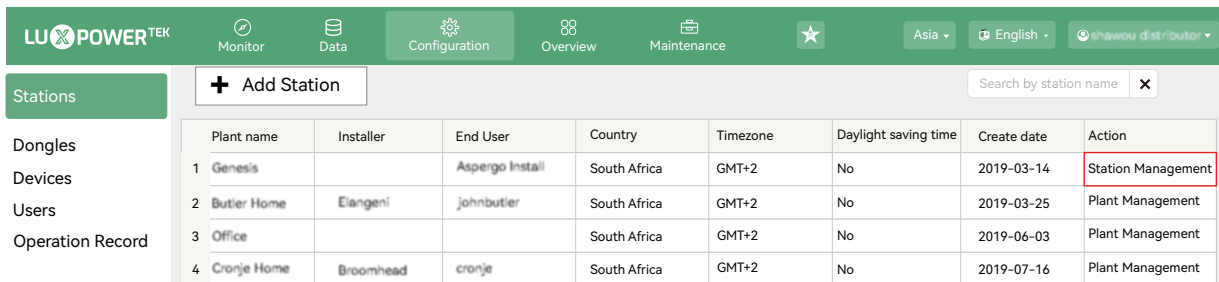 LUXPOWERTEK
Monitor Data Configuration Overview Maintenance Asia English shawou distributor
Stations
Add Station
Search by station name
Dongles
Devices
Users
Operation Record
Plant name Installer End User Country Timezone Daylight saving time Create date Action
1 Genesis Aspergo Install South Africa GMT+2 No 2019-03-14 Station Management
2 Butler Home Elangeni johnbutler South Africa GMT+2 No 2019-03-25 Plant Management
3 Office South Africa GMT+2 No 2019-06-03 Plant Management
4 Cronje Home Broomhead cronje South Africa GMT+2 No 2019-07-16 Plant Management